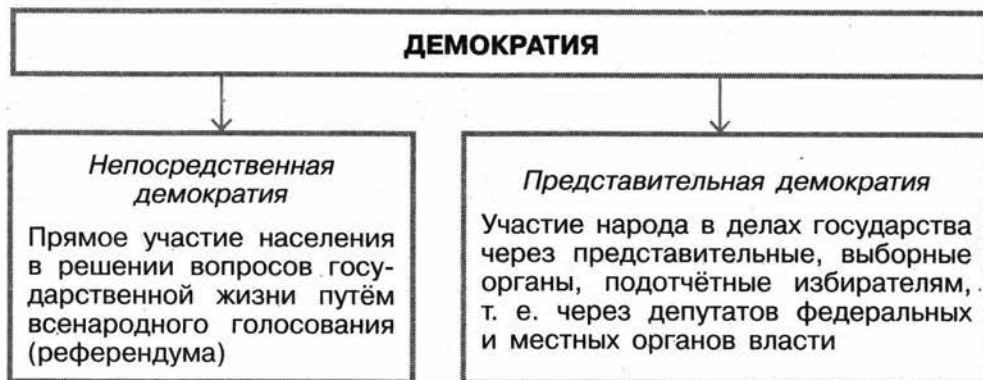 ДЕМОКРАТИЯ
Непосредственная
демократия
Прямое участие населения
в решении вопросов госу-
дарственной жизни путём
всенародного голосования
(референдума)
Представительная демократия
Участие народа в делах государства
через представительные, выборные
органы, подотчётные избирателям,
т. е. через депутатов федеральных
и местных органов власти